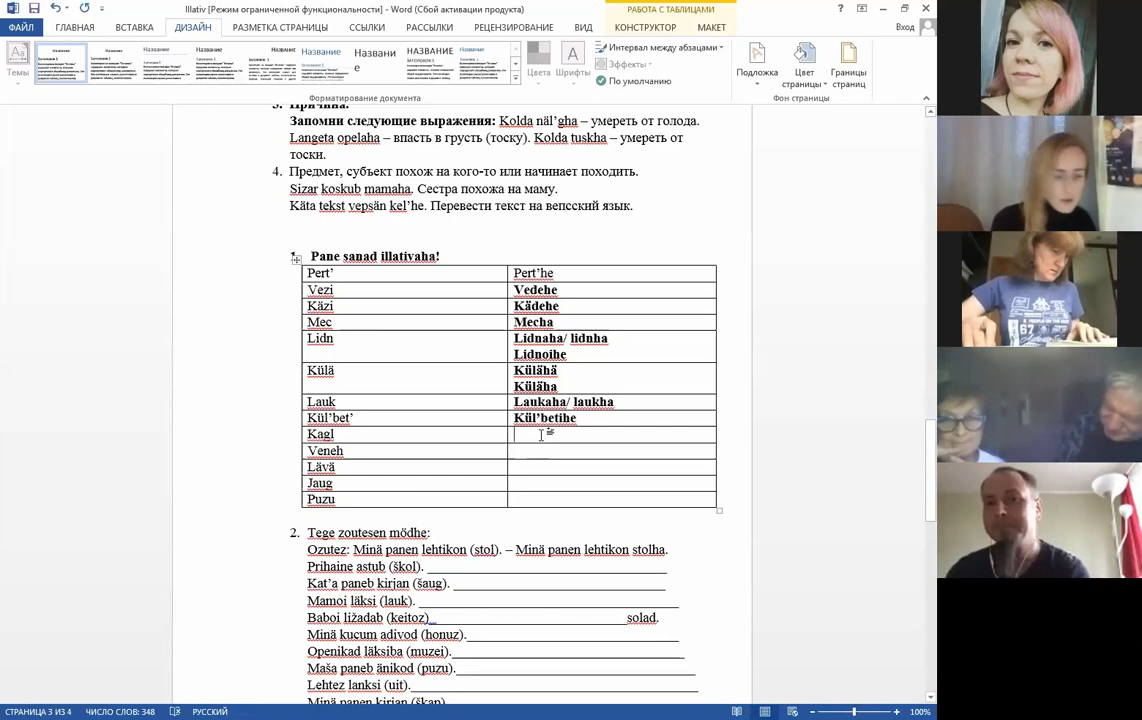 Illativ [Режим ограниченной функциональности] - Word (Сбой активации продукта)
РАБОТА С ТАБЛИЦАМИ
ФАЙЛ ГЛАВНАЯ ВСТАВКА ДИЗАЙН РАЗМЕТКА СТРАНИЦЫ ССЫЛКИ РАССЫЛКИ РЕЦЕНЗИРОВАНИЕ ВИД КОНСТРУКТОР МАКЕТ Вход
Темы
Цвета
Шрифты
Интервал между абзацами
Эффекты
По умолчанию
Подложка
Цвет страницы
Границы страниц
Форматирование документа
Фон страницы
3. Причина.
Запомни следующие выражения: Kolda näl’gha – умереть от голода.
Langeta opelaha – впасть в грусть (тоску). Kolda tuskha – умереть от
тоски.
4. Предмет, субъект похож на кого-то или начинает походить.
Sizar koskub mamaha. Сестра похожа на маму.
Käta tekst vepsän kel’he. Перевести текст на вепсский язык.
Pane sanad illativaha!
Pert’ Pert’he
Vezi Vedehe
Käzi Kädehe
Mec Mecha
Lidn Lidnaha/ lidnha
Lidnoihe
Külä Külähä
Küläha
Lauk Laukaha/ laukha
Kül’bet’ Kül’betihe
Kagl
Veneh
Lävä
Jaug
Puzu
2. Tege zoutesen mödhe:
Ozutez: Minä panen lehtikon (stol). – Minä panen lehtikon stolha.
Prihaine astub (škol).
Kat’a paneb kirjan (šaug).
Mamoi läksi (lauk).
Baboi ližadab (keitoz) solad.
Minä kucum adivod (honuz).
Openikad läksiba (muzei).
Maša paneb änikod (puzu).
Lehtez lanksi (uit).
Minä panen kirjan (škap)
СТРАНИЦА 3 ИЗ 4 ЧИСЛО СЛОВ: 348 РУССКИЙ 100%